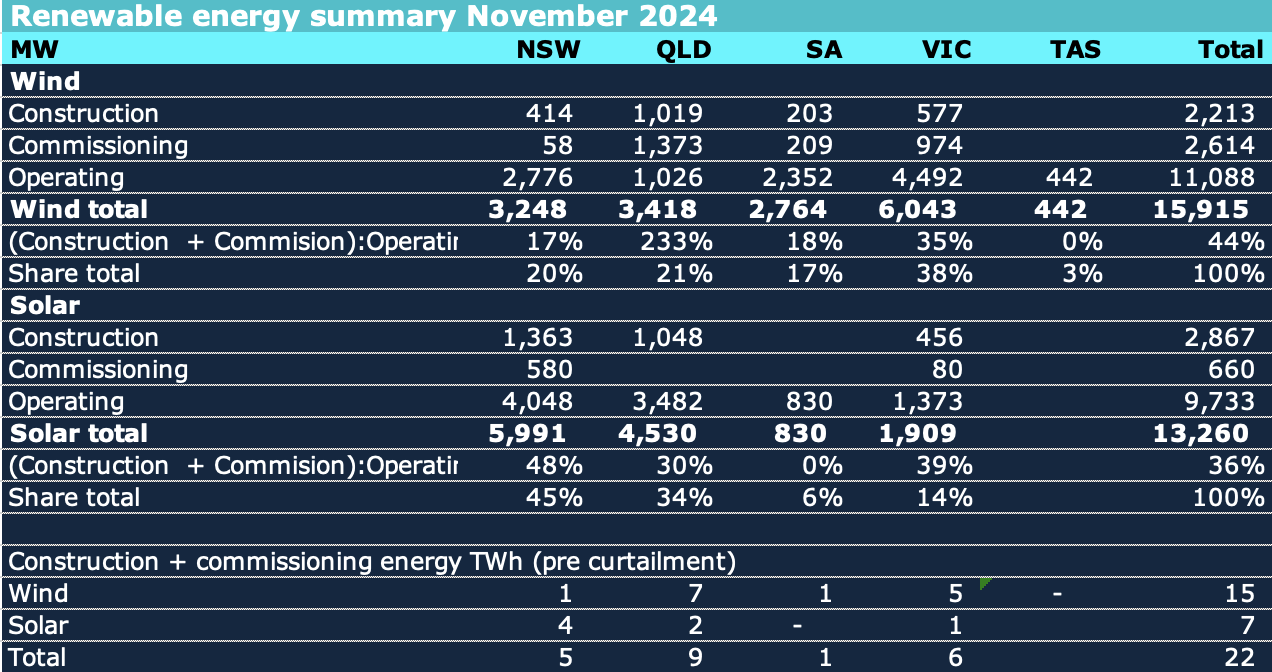 Renewable energy summary November 2024
MW NSW QLD SA VIC TAS Total
Wind
Construction 414 1,019 203 577 2,213
Commissioning 58 1,373 209 974 2,614
Operating 2,776 1,026 2,352 4,492 442 11,088
Wind total 3,248 3,418 2,764 6,043 442 15,915
(Construction + Commision):Operatin 17% 233% 18% 35% 0% 44%
Share total 20% 21% 17% 38% 3% 100%
Solar
Construction 1,363 1,048 456 2,867
Commissioning 580 80 660
Operating 4,048 3,482 830 1,373 9,733
Solar total 5,991 4,530 830 1,909 13,260
(Construction + Commision):Operatin 48% 30% 0% 39% 36%
Share total 45% 34% 6% 14% 100%
Construction + commissioning energy TWh (pre curtailment)
Wind 1 7 1 5 - 15
Solar 4 2 - 1 7
Total 5 9 1 6 22